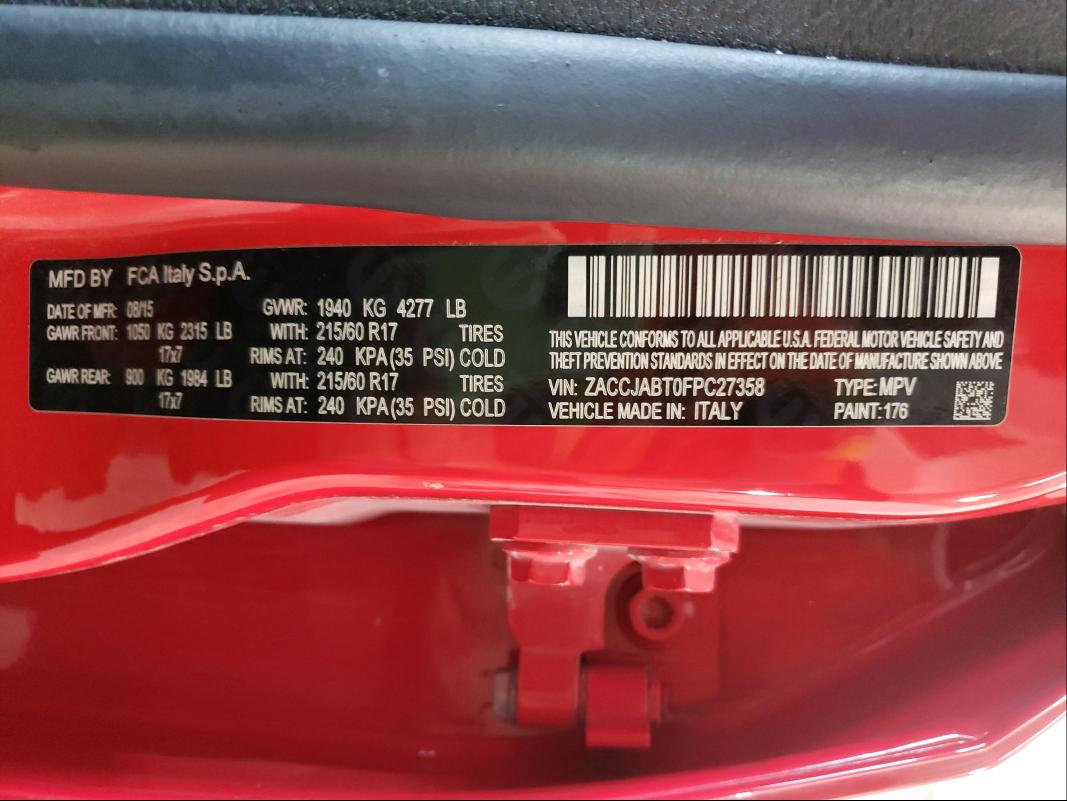 MFD BY FCA Italy S.p.A.
DATE OF MFR: 08/15 GVWR: 1940 KG 4277 LB
GAWR FRONT: 1050 KG 2315 LB WITH: 215/60 R17 TIRES
17x7 RIMS AT: 240 KPA(35 PSI) COLD
GAWR REAR: 900 KG 1984 LB WITH: 215/60 R17 TIRES
17x7 RIMS AT: 240 KPA(35 PSI) COLD
THIS VEHICLE CONFORMS TO ALL APPLICABLE U.S.A. FEDERAL MOTOR VEHICLE SAFETY AND
THEFT PREVENTION STANDARDS IN EFFECT ON THE DATE OF MANUFACTURE SHOWN ABOVE
VIN: ZACCJABT0FPC27358 TYPE:MPV
VEHICLE MADE IN: ITALY PAINT:176